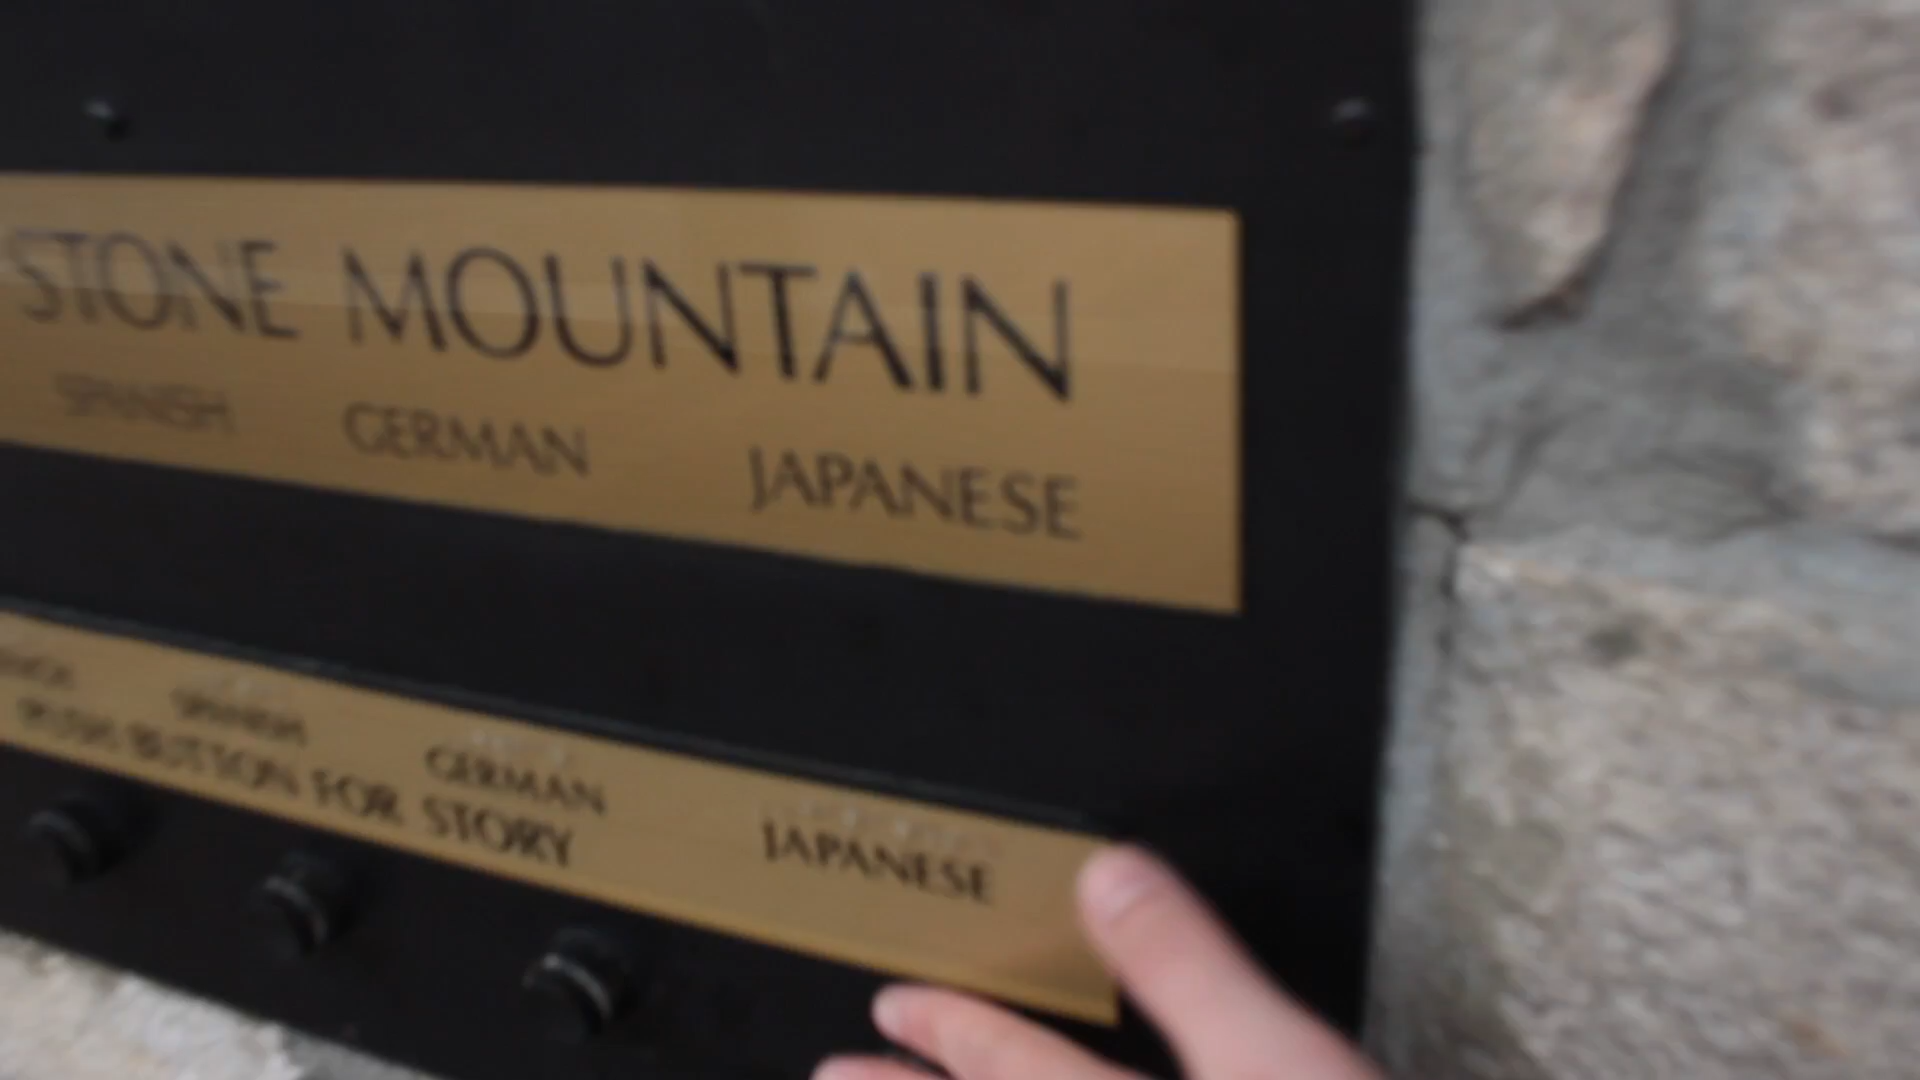 STONE MOUNTAIN
SPANISH GERMAN JAPANESE
SPANISH GERMAN JAPANESE
PUSH BUTTON FOR STORY